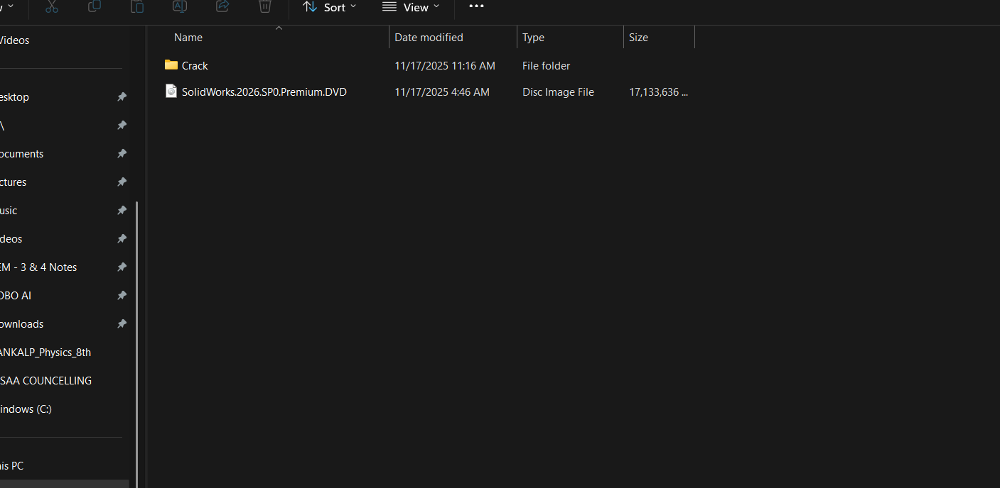 Sort
View
Videos
Name Date modified Type Size
Crack 11/17/2025 11:16 AM File folder
SolidWorks.2026.SP0.Premium.DVD 11/17/2025 4:46 AM Disc Image File 17,133,636 ...
esktop
\
ocuments
ctures
usic
deos
EM - 3 & 4 Notes
OBO AI
ownloads
ANKALP_Physics_8th
SAA COUNCELLING
indows (C:)
is PC